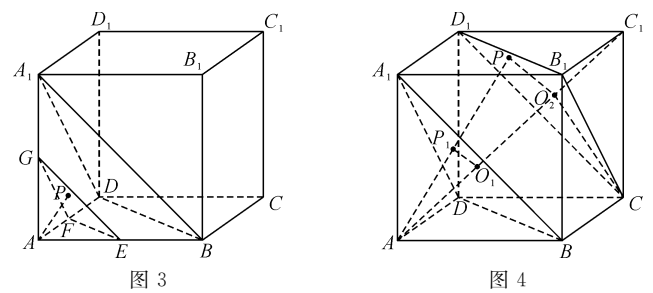 D₁ C₁
A₁ B₁
G
P
D C
F
A E B
图 3
D₁ C₁
P
A₁ B₁
O₂
P₁
O₁
D C
A B
图 4